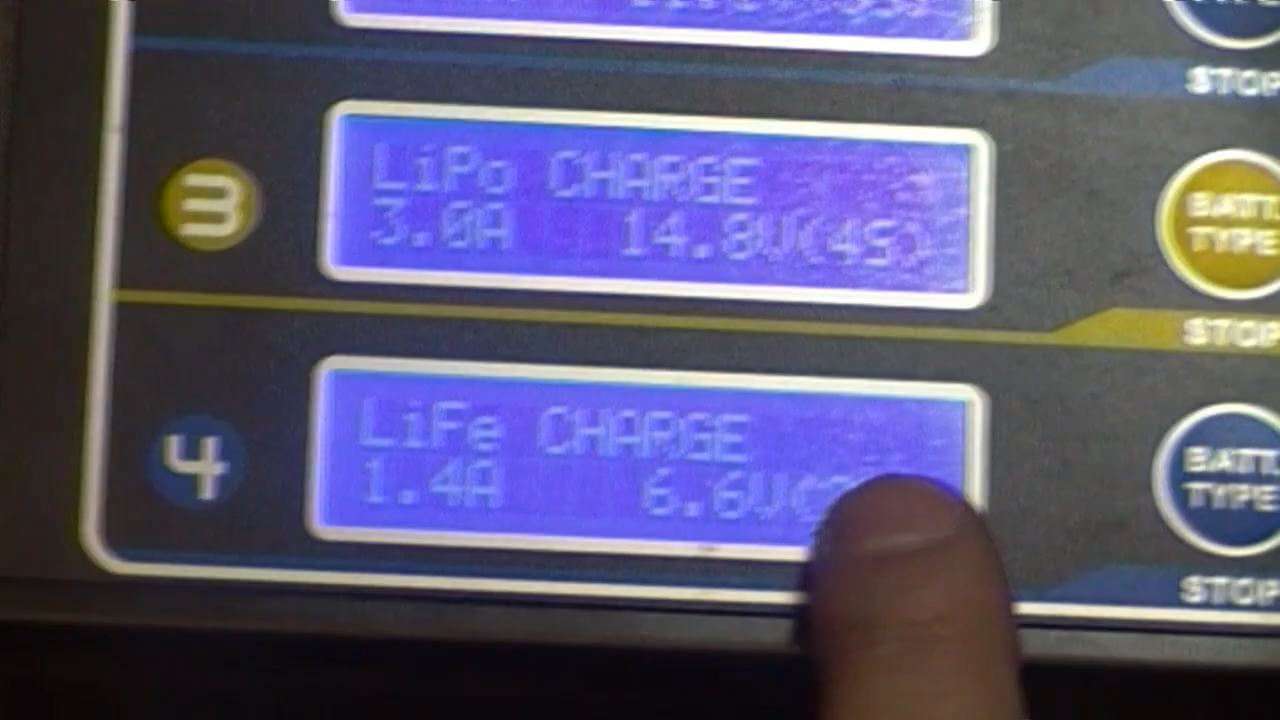 STOP
3
LiPo CHARGE
3.0A 14.8V(4S)
BATT
TYPE
STOP
4
LiFe CHARGE
1.4A 6.6V(
BATT
TYPE
STOP